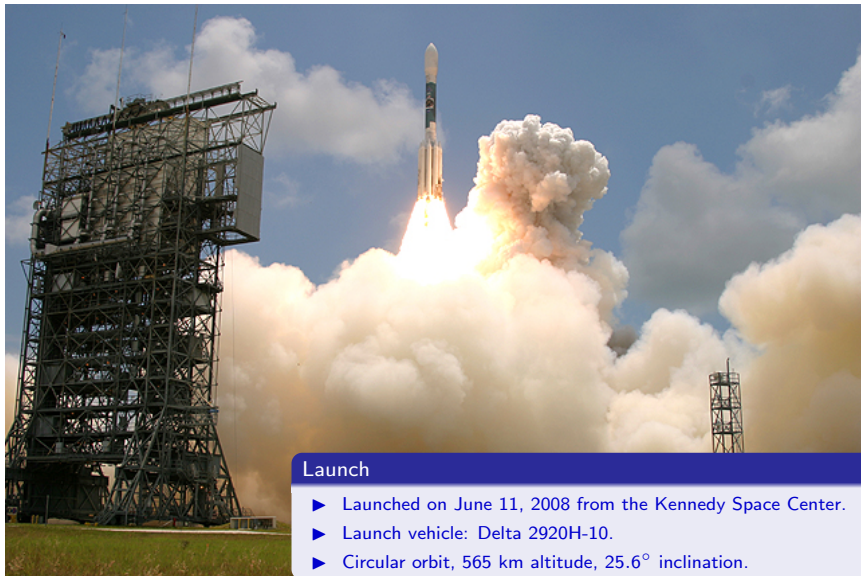 Launch
▶ Launched on June 11, 2008 from the Kennedy Space Center.
▶ Launch vehicle: Delta 2920H-10.
▶ Circular orbit, 565 km altitude, 25.6° inclination.